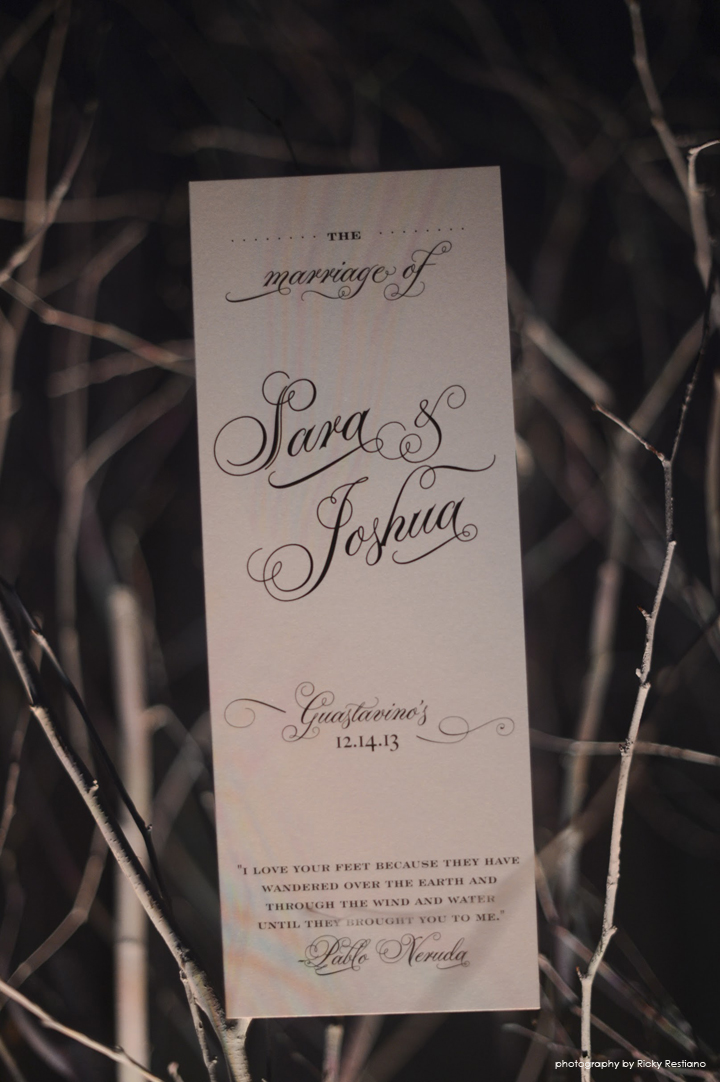 THE
marriage of
Sara &
Joshua
Guastavino's
12.14.13
"I LOVE YOUR FEET BECAUSE THEY HAVE
WANDERED OVER THE EARTH AND
THROUGH THE WIND AND WATER
UNTIL THEY BROUGHT YOU TO ME."
-Pablo Neruda
photography by Ricky Restiano